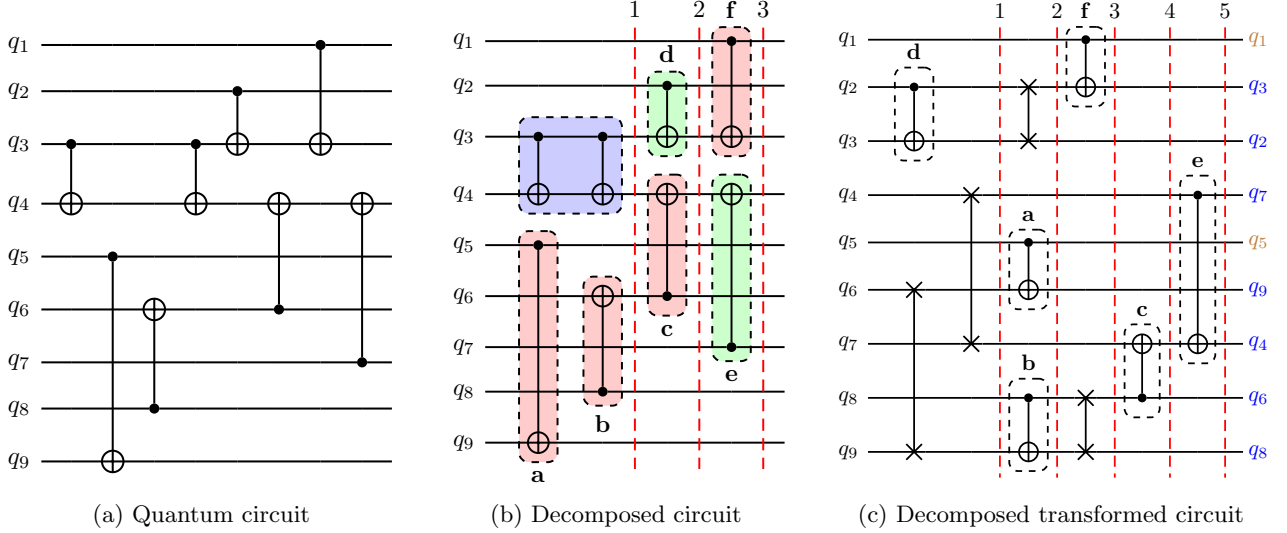 q1
q2
q3
q4
q5
q6
q7
q8
q9
(a) Quantum circuit
1 2 f 3
q1
d
q2
q3
q4
q5
q6
c
q7
e
q8
b
q9
a
(b) Decomposed circuit
1 2 f 3 4 5
q1 q1
d
q2 q3
q3 q2
e
q4 q7
a
q5 q5
q6 q9
c
q7 q4
b
q8 q6
q9 q8
(c) Decomposed transformed circuit